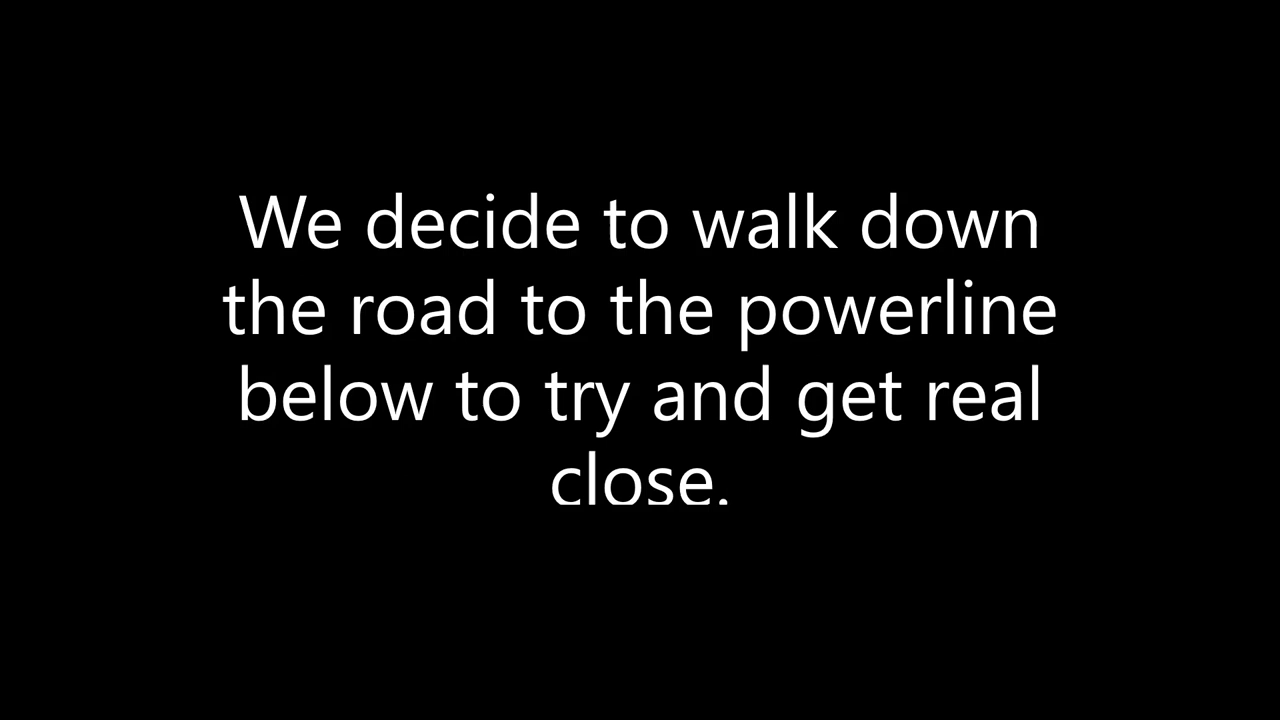 We decide to walk down
the road to the powerline
below to try and get real
close.